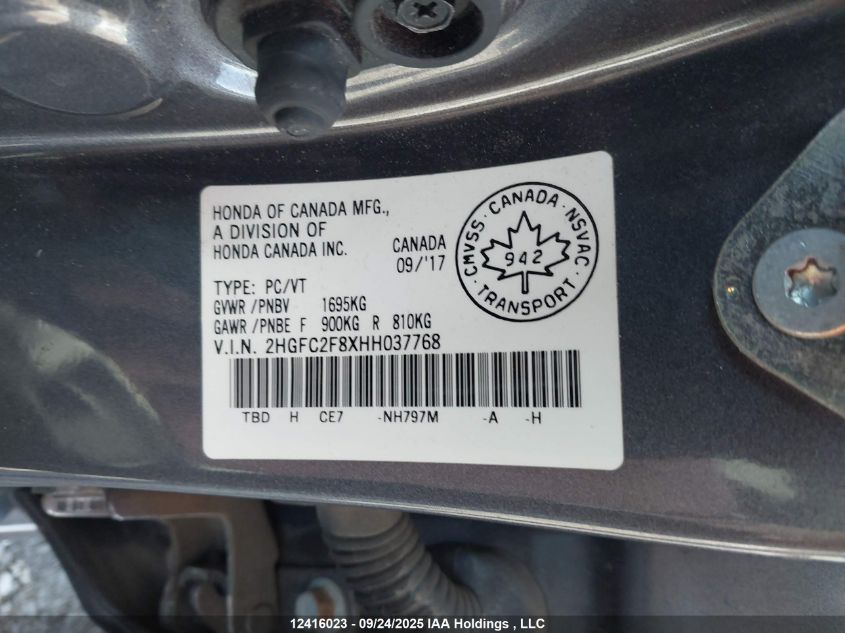 HONDA OF CANADA MFG.,
A DIVISION OF
HONDA CANADA INC.
CANADA
09/'17
CMVSS · CANADA · NSVAC
942
· TRANSPORT ·
TYPE: PC/VT
GVWR /PNBV 1695KG
GAWR /PNBE F 900KG R 810KG
V.I.N. 2HGFC2F8XHH037768
TBD H CE7 -NH797M -A -H
12416023 - 09/24/2025 IAA Holdings , LLC